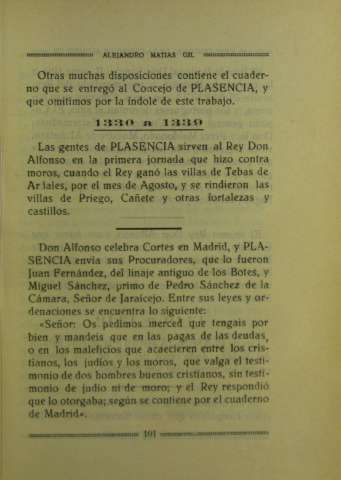 ALEJANDRO MATIAS GIL
Otras muchas disposiciones contiene el cuader-
no que se entregó al Concejo de PLASENCIA, y
que omitimos por la índole de este trabajo.
1330 a 1339
Las gentes de PLASENCIA sirven al Rey Don
Alfonso en la primera jornada que hizo contra
moros, cuando el Rey ganó las villas de Tebas de
Ar lales, por el mes de Agosto, y se rindieron las
villas de Priego, Cañete y otras fortalezas y
castillos.
Don Alfonso celebra Cortes en Madrid, y PLA-
SENCIA envia sus Procuradores, que lo fueron
Juan Fernández, del linaje antiguo de los Botes, y
Miguel Sánchez, primo de Pedro Sánchez de la
Cámara, Señor de Jaraicejo. Entre sus leyes y or-
denaciones se encuentra lo siguiente:
«Señor: Os pedimos merced que tengais por
bien y mandeis que en las pagas de las deudas,
o en los maleficios que acaecieren entre los cris-
tianos, los judíos y los moros, que valga el testi-
monio de dos hombres buenos cristianos, sin testi-
monio de judio ni de moro; y el Rey respondió
que lo otorgaba; según se contiene por el cuaderno
de Madrid».
101